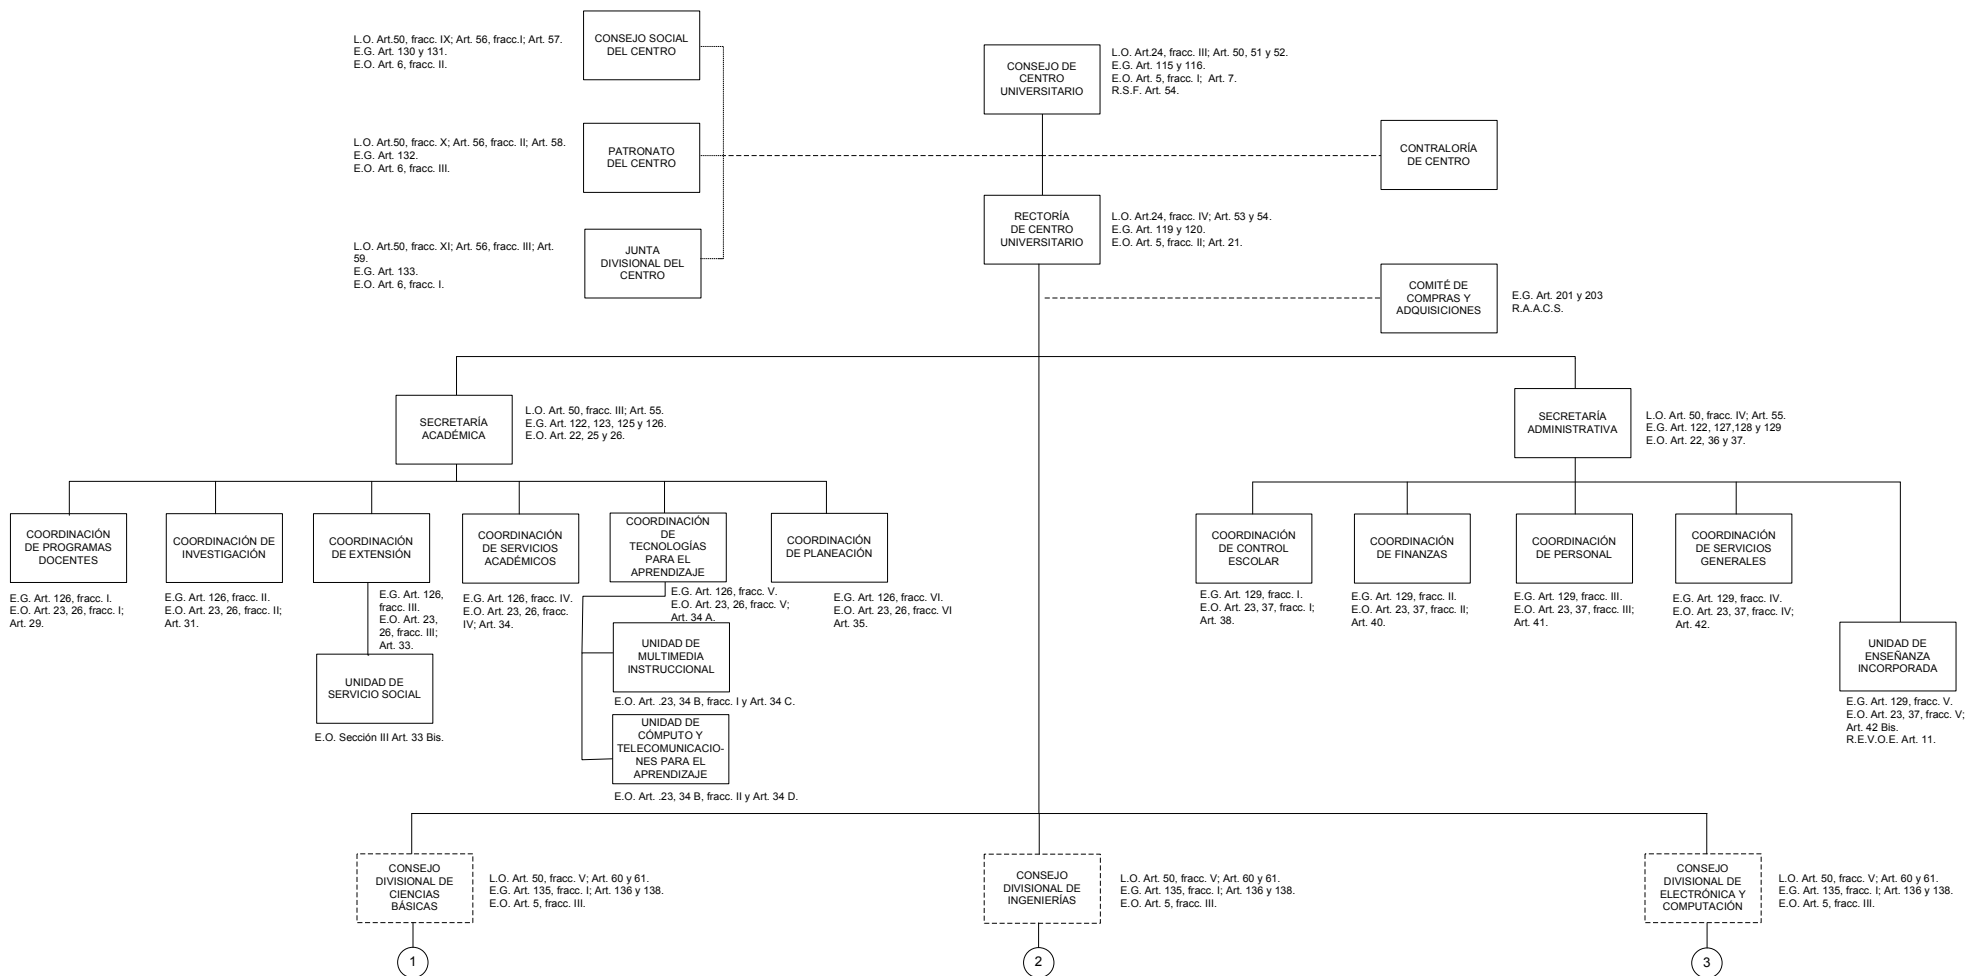 L.O. Art.50, fracc. IX; Art. 56, fracc.I; Art. 57.
E.G. Art. 130 y 131.
E.O. Art. 6, fracc. II.
CONSEJO SOCIAL
DEL CENTRO
CONSEJO DE
CENTRO
UNIVERSITARIO
L.O. Art.24, fracc. III; Art. 50, 51 y 52.
E.G. Art. 115 y 116.
E.O. Art. 5, fracc. I; Art. 7.
R.S.F. Art. 54.
L.O. Art.50, fracc. X; Art. 56, fracc. II; Art. 58.
E.G. Art. 132.
E.O. Art. 6, fracc. III.
PATRONATO
DEL CENTRO
CONTRALORÍA
DE CENTRO
L.O. Art.50, fracc. XI; Art. 56, fracc. III; Art.
59.
E.G. Art. 133.
E.O. Art. 6, fracc. I.
JUNTA
DIVISIONAL DEL
CENTRO
RECTORÍA
DE CENTRO
UNIVERSITARIO
L.O. Art.24, fracc. IV; Art. 53 y 54.
E.G. Art. 119 y 120.
E.O. Art. 5, fracc. II; Art. 21.
COMITÉ DE
COMPRAS Y
ADQUISICIONES
E.G. Art. 201 y 203
R.A.A.C.S.
SECRETARÍA
ACADÉMICA
L.O. Art. 50, fracc. III; Art. 55.
E.G. Art. 122, 123, 125 y 126.
E.O. Art. 22, 25 y 26.
SECRETARÍA
ADMINISTRATIVA
L.O. Art. 50, fracc. IV; Art. 55.
E.G. Art. 122, 127,128 y 129
E.O. Art. 22, 36 y 37.
COORDINACIÓN
DE PROGRAMAS
DOCENTES
E.G. Art. 126, fracc. I.
E.O. Art. 23, 26, fracc. I;
Art. 29.
COORDINACIÓN DE
INVESTIGACIÓN
E.G. Art. 126, fracc. II.
E.O. Art. 23, 26, fracc. II;
Art. 31.
COORDINACIÓN
DE EXTENSIÓN
E.G. Art. 126,
fracc. III.
E.O. Art. 23,
26, fracc. III;
Art. 33.
UNIDAD DE
SERVICIO SOCIAL
E.O. Sección III Art. 33 Bis.
COORDINACIÓN
DE SERVICIOS
ACADÉMICOS
E.G. Art. 126, fracc. IV.
E.O. Art. 23, 26, fracc.
IV; Art. 34.
COORDINACIÓN
DE
TECNOLOGÍAS
PARA EL
APRENDIZAJE
E.G. Art. 126, fracc. V.
E.O. Art. 23, 26, fracc. V;
Art. 34 A.
UNIDAD DE
MULTIMEDIA
INSTRUCCIONAL
E.O. Art. .23, 34 B, fracc. I y Art. 34 C.
UNIDAD DE
CÓMPUTO Y
TELECOMUNICACIO-
NES PARA EL
APRENDIZAJE
E.O. Art. .23, 34 B, fracc. II y Art. 34 D.
COORDINACIÓN
DE PLANEACIÓN
E.G. Art. 126, fracc. VI.
E.O. Art. 23, 26, fracc. VI
Art. 35.
COORDINACIÓN
DE CONTROL
ESCOLAR
E.G. Art. 129, fracc. I.
E.O. Art. 23, 37, fracc. I;
Art. 38.
COORDINACIÓN
DE FINANZAS
E.G. Art. 129, fracc. II.
E.O. Art. 23, 37, fracc. II;
Art. 40.
COORDINACIÓN
DE PERSONAL
E.G. Art. 129, fracc. III.
E.O. Art. 23, 37, fracc. III;
Art. 41.
COORDINACIÓN
DE SERVICIOS
GENERALES
E.G. Art. 129, fracc. IV.
E.O. Art. 23, 37, fracc. IV;
Art. 42.
UNIDAD DE
ENSEÑANZA
INCORPORADA
E.G. Art. 129, fracc. V.
E.O. Art. 23, 37, fracc. V;
Art. 42 Bis.
R.E.V.O.E. Art. 11.
CONSEJO
DIVISIONAL DE
CIENCIAS
BÁSICAS
L.O. Art. 50, fracc. V; Art. 60 y 61.
E.G. Art. 135, fracc. I; Art. 136 y 138.
E.O. Art. 5, fracc. III.
1
CONSEJO
DIVISIONAL DE
INGENIERÍAS
L.O. Art. 50, fracc. V; Art. 60 y 61.
E.G. Art. 135, fracc. I; Art. 136 y 138.
E.O. Art. 5, fracc. III.
2
CONSEJO
DIVISIONAL DE
ELECTRÓNICA Y
COMPUTACIÓN
L.O. Art. 50, fracc. V; Art. 60 y 61.
E.G. Art. 135, fracc. I; Art. 136 y 138.
E.O. Art. 5, fracc. III.
3